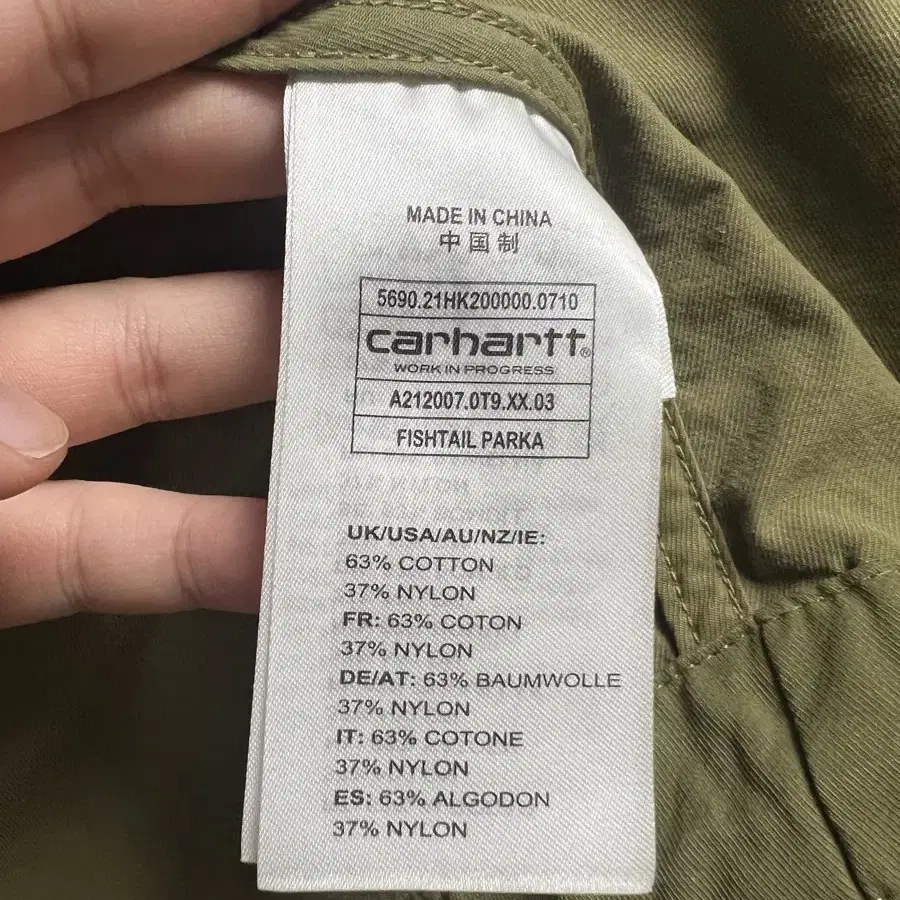 MADE IN CHINA
中国制
5690.21HK200000.0710
carhartt®
WORK IN PROGRESS
A212007.0T9.XX.03
FISHTAIL PARKA
UK/USA/AU/NZ/IE:
63% COTTON
37% NYLON
FR: 63% COTON
37% NYLON
DE/AT: 63% BAUMWOLLE
37% NYLON
IT: 63% COTONE
37% NYLON
ES: 63% ALGODON
37% NYLON